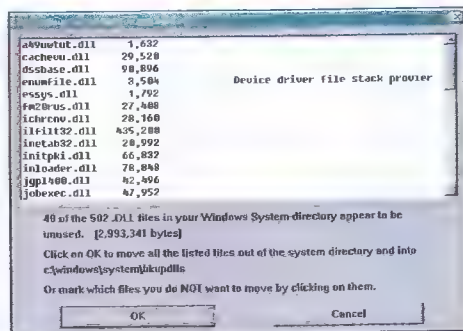 a49uwtut.dll 1,632
cachevu.dll 29,520
dssbase.dll 90,896
enumfile.dll 3,504 Device driver file stack provier
essys.dll 1,792
fm20rus.dll 27,408
ichrcnv.dll 28,160
ilfilt32.dll 435,200
inetab32.dll 20,992
initpki.dll 66,832
inloader.dll 70,848
jgp1400.dll 42,496
jobexec.dll 47,952
40 of the 502 .DLL files in your Windows System directory appear to be
unused. [2,993,341 bytes]
Click on OK to move all the listed files out of the system directory and into
c:\windows\system\bkupdlls
Or mark which files you do NOT want to move by clicking on them.
OK Cancel